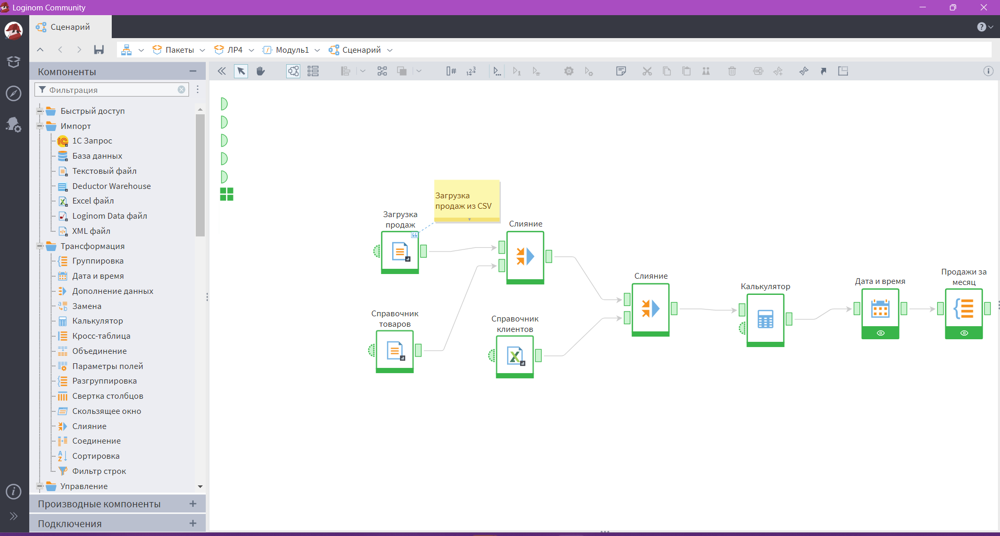 Loginom Community
Сценарий
Пакеты
ЛР4
Модуль1
Сценарий
Компоненты
Фильтрация
Быстрый доступ
Импорт
1C Запрос
База данных
Текстовый файл
Deductor Warehouse
Excel файл
Loginom Data файл
XML файл
Трансформация
Группировка
Дата и время
Дополнение данных
Замена
Калькулятор
Кросс-таблица
Объединение
Параметры полей
Разгруппировка
Свертка столбцов
Скользящее окно
Слияние
Соединение
Сортировка
Фильтр строк
Управление
Производные компоненты
Подключения
Загрузка
продаж из CSV
Загрузка
продаж
Слияние
Справочник
товаров
Справочник
клиентов
Слияние
Калькулятор
Дата и время
Продажи за
месяц